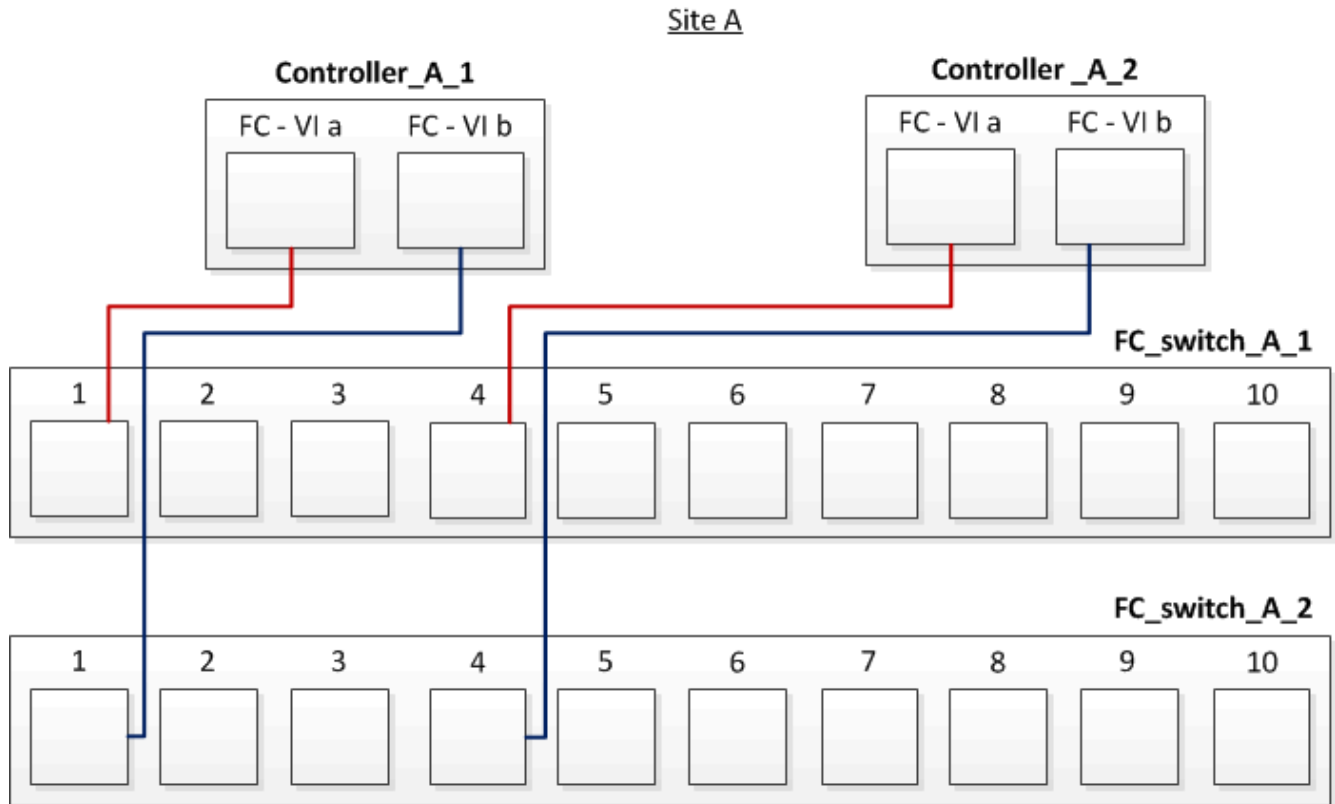 Site A
Controller_A_1
Controller _A_2
FC - VI a FC - VI b
FC - VI a FC - VI b
FC_switch_A_1
1 2 3 4 5 6 7 8 9 10
FC_switch_A_2
1 2 3 4 5 6 7 8 9 10